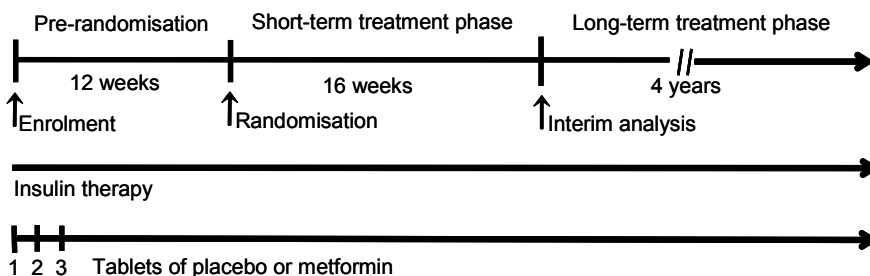 Pre-randomisation Short-term treatment phase Long-term treatment phase
12 weeks 16 weeks 4 years
Enrolment Randomisation Interim analysis
Insulin therapy
1 2 3 Tablets of placebo or metformin